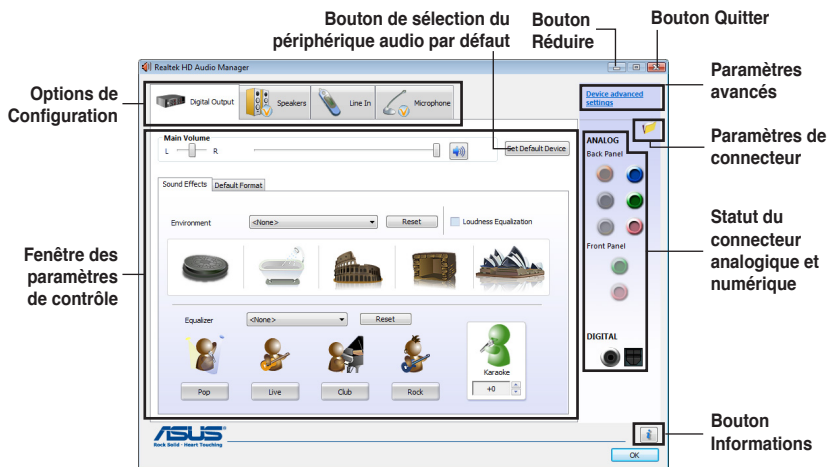 Bouton de sélection du
périphérique audio par défaut
Bouton
Réduire
Bouton Quitter
Options de
Configuration
Fenêtre des
paramètres
de contrôle
Paramètres
avancés
Paramètres de
connecteur
Statut du
connecteur
analogique et
numérique
Bouton
Informations
Realtek HD Audio Manager
Digital Output
Speakers
Line In
Microphone
Device advanced
settings
Main Volume
L
R
Set Default Device
Sound Effects
Default Format
Environment
<None>
Reset
Loudness Equalization
Equalizer
<None>
Reset
Pop
Live
Club
Rock
Karaoke
+0
ANALOG
Back Panel
Front Panel
DIGITAL
ASUS
Rock Solid · Heart Touching
i
OK